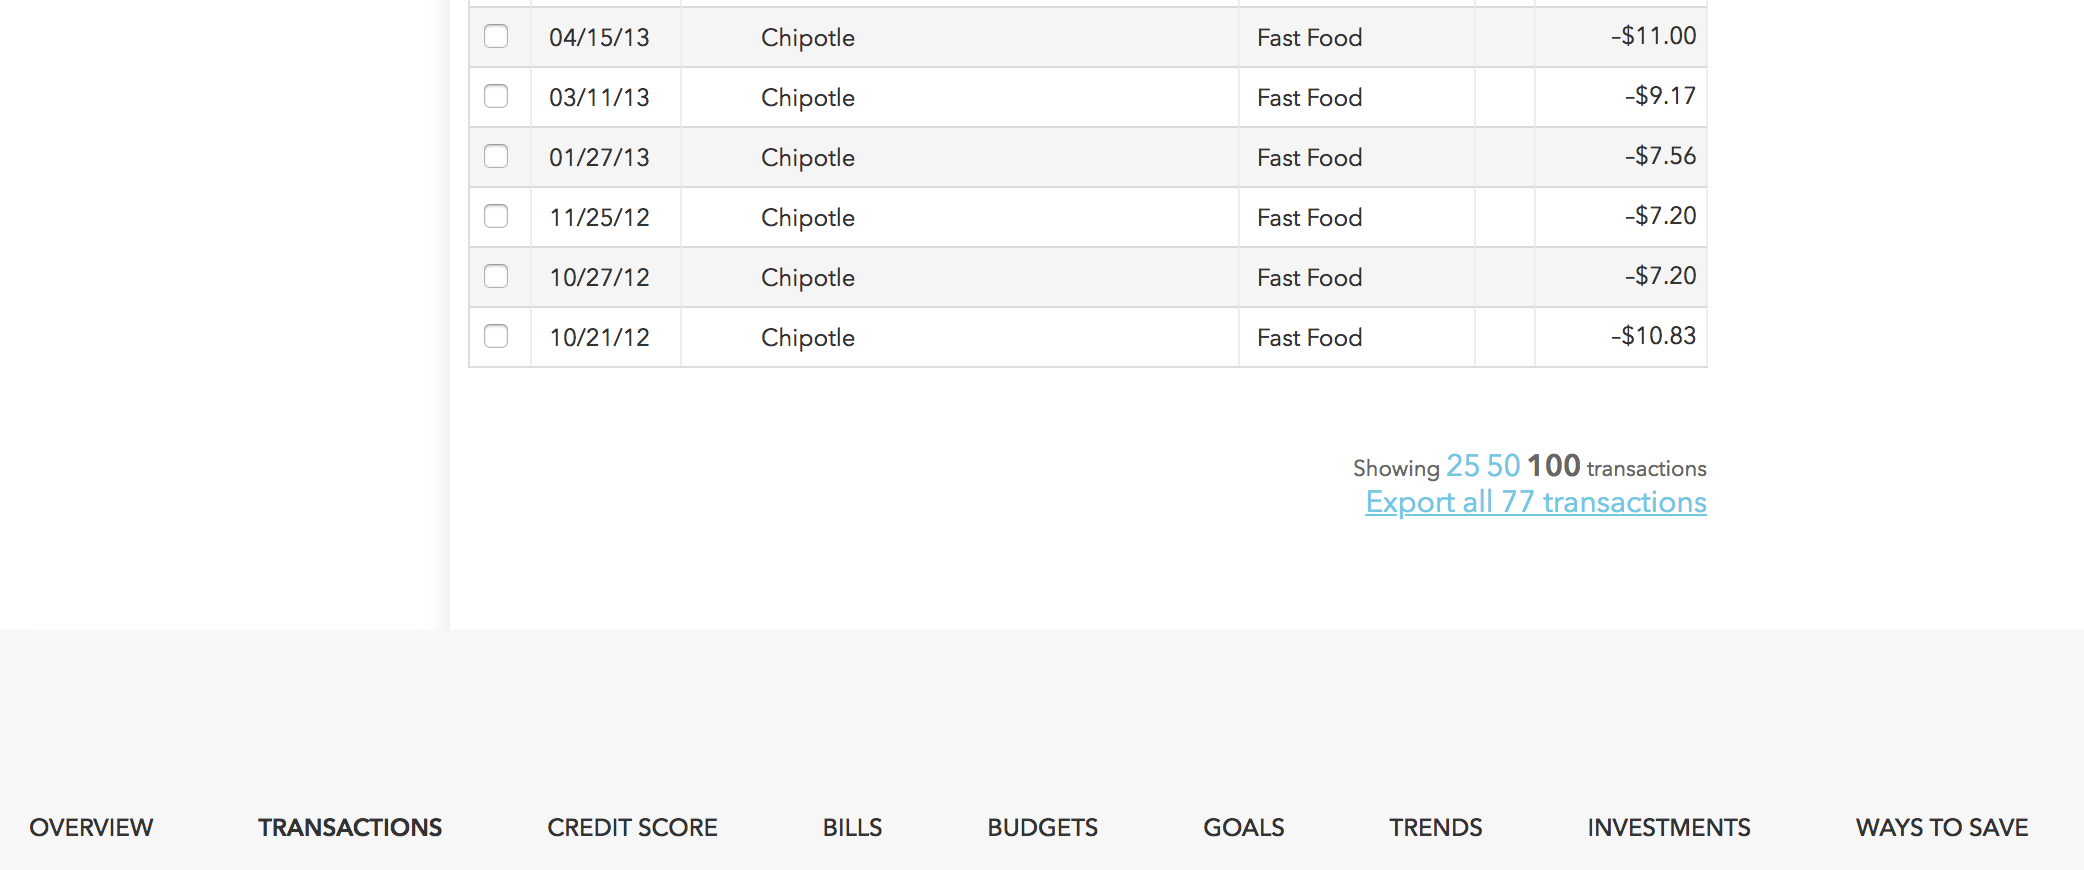 04/15/13 Chipotle Fast Food -$11.00
03/11/13 Chipotle Fast Food -$9.17
01/27/13 Chipotle Fast Food -$7.56
11/25/12 Chipotle Fast Food -$7.20
10/27/12 Chipotle Fast Food -$7.20
10/21/12 Chipotle Fast Food -$10.83
Showing 25 50 100 transactions
Export all 77 transactions
OVERVIEW TRANSACTIONS CREDIT SCORE BILLS BUDGETS GOALS TRENDS INVESTMENTS WAYS TO SAVE